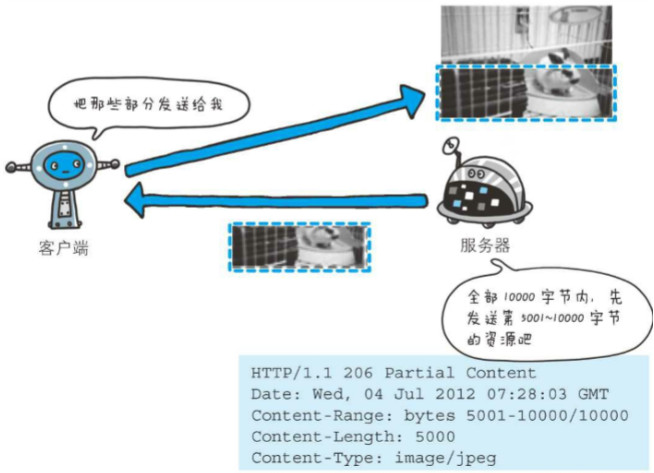 把那些部分发送给我
客户端
服务器
全部 10000 字节内，先
发送第 5001~10000 字节
的资源吧
HTTP/1.1 206 Partial Content
Date: Wed, 04 Jul 2012 07:28:03 GMT
Content-Range: bytes 5001-10000/10000
Content-Length: 5000
Content-Type: image/jpeg